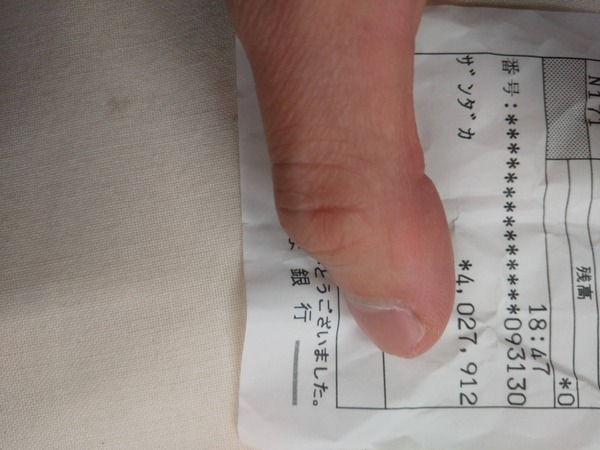 N171
残高
*0
18:47
番号:*************093130
ザンダカ *4,027,912
とうございました。
銀行